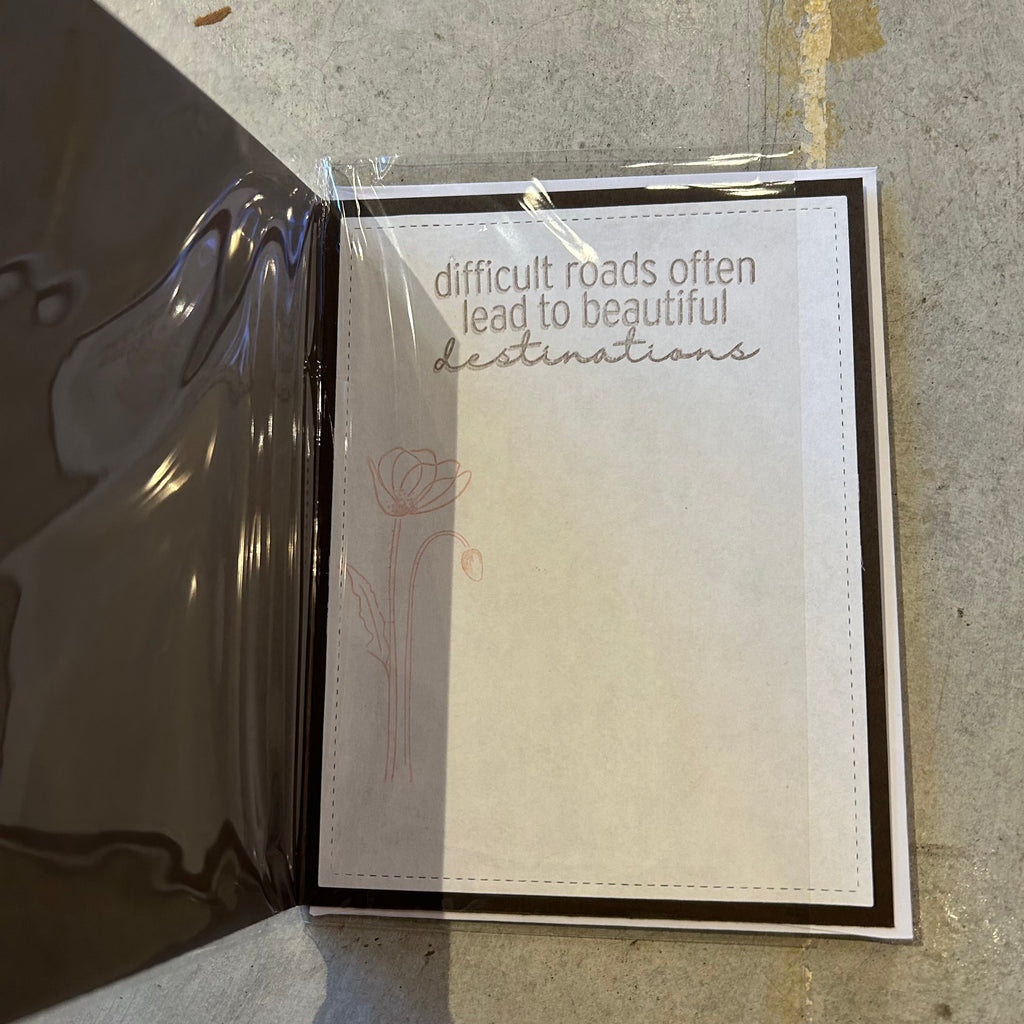 difficult roads often
lead to beautiful
destinations